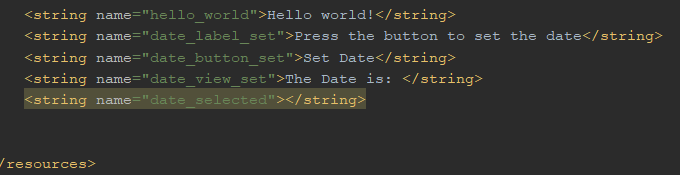 <string name="hello_world">Hello world!</string>
<string name="date_label_set">Press the button to set the date</string>
<string name="date_button_set">Set Date</string>
<string name="date_view_set">The Date is: </string>
<string name="date_selected"></string>
/resources>